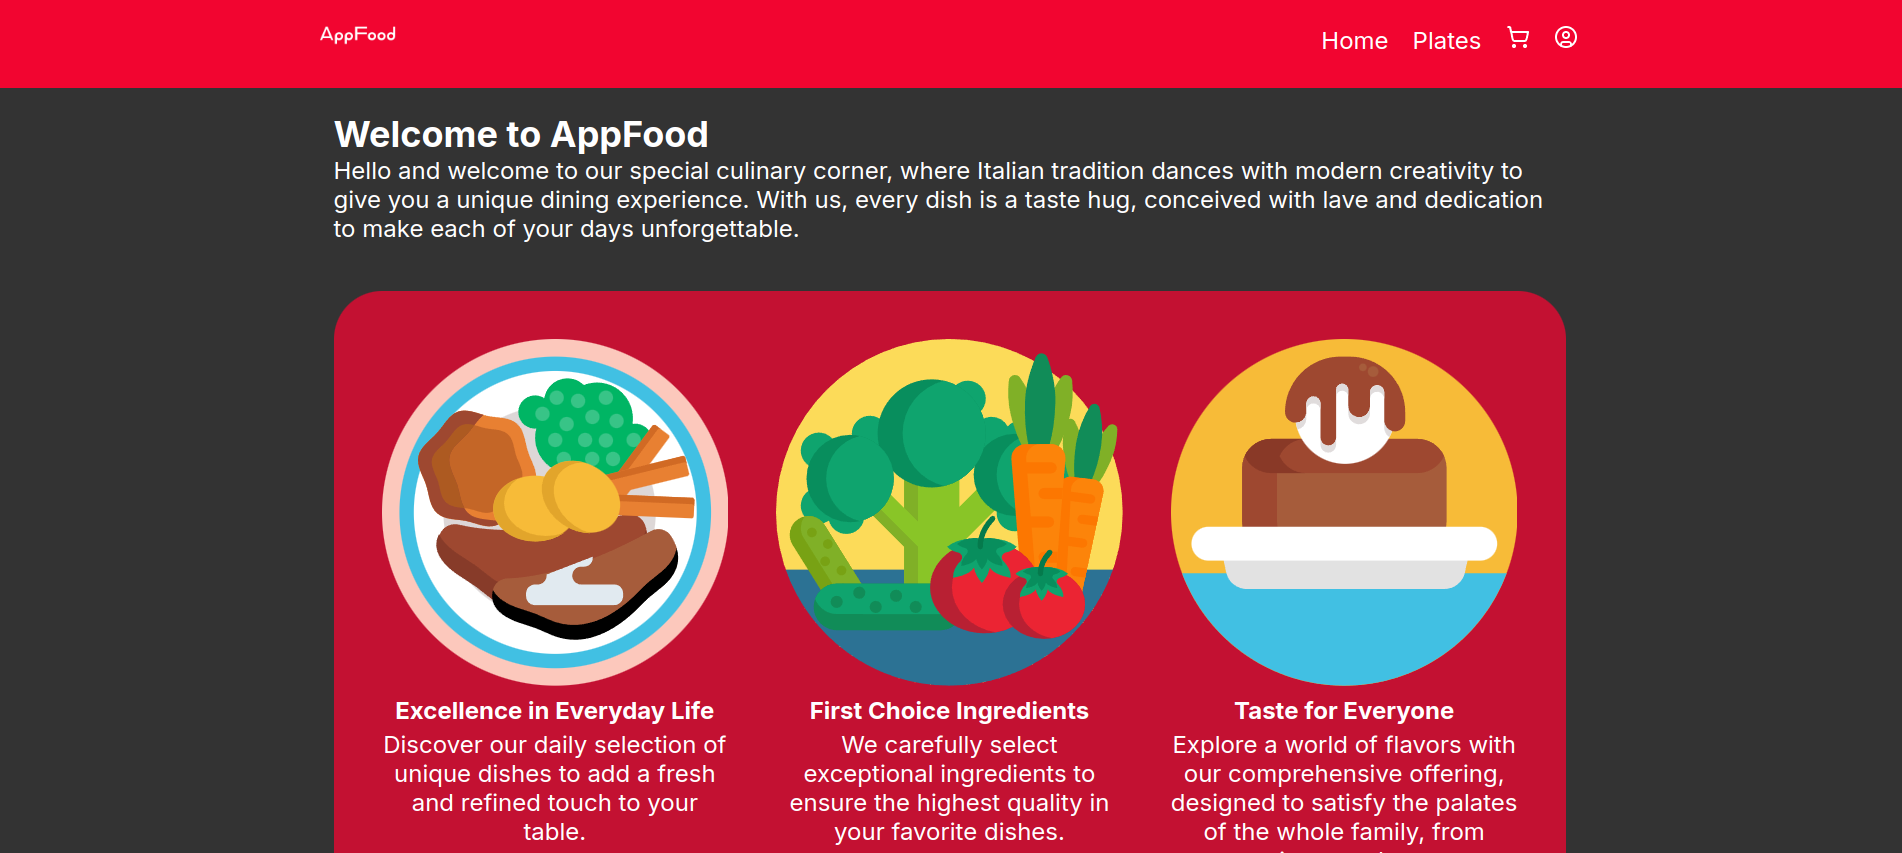 AppFood
Home Plates
Welcome to AppFood
Hello and welcome to our special culinary corner, where Italian tradition dances with modern creativity to
give you a unique dining experience. With us, every dish is a taste hug, conceived with lave and dedication
to make each of your days unforgettable.
Excellence in Everyday Life
Discover our daily selection of
unique dishes to add a fresh
and refined touch to your
table.
First Choice Ingredients
We carefully select
exceptional ingredients to
ensure the highest quality in
your favorite dishes.
Taste for Everyone
Explore a world of flavors with
our comprehensive offering,
designed to satisfy the palates
of the whole family, from